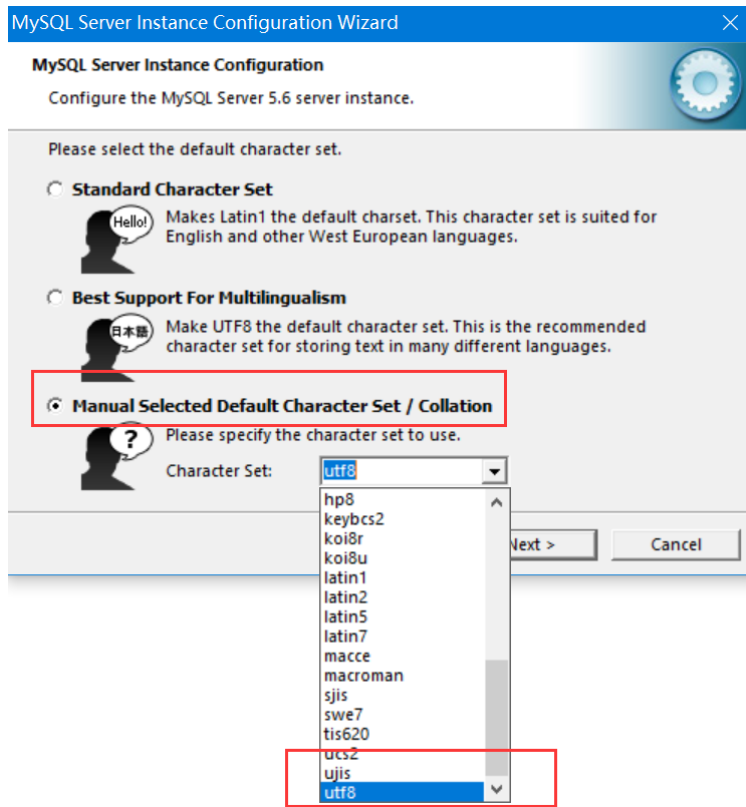 MySQL Server Instance Configuration Wizard
MySQL Server Instance Configuration
Configure the MySQL Server 5.6 server instance.
Please select the default character set.
Standard Character Set
Hello!
Makes Latin1 the default charset. This character set is suited for
English and other West European languages.
Best Support For Multilingualism
日本語
Make UTF8 the default character set. This is the recommended
character set for storing text in many different languages.
Manual Selected Default Character Set / Collation
?
Please specify the character set to use.
Character Set: utf8
hp8
keybcs2
koi8r
koi8u
latin1
latin2
latin5
latin7
macce
macroman
sjis
swe7
tis620
ucs2
ujis
utf8
Next > Cancel